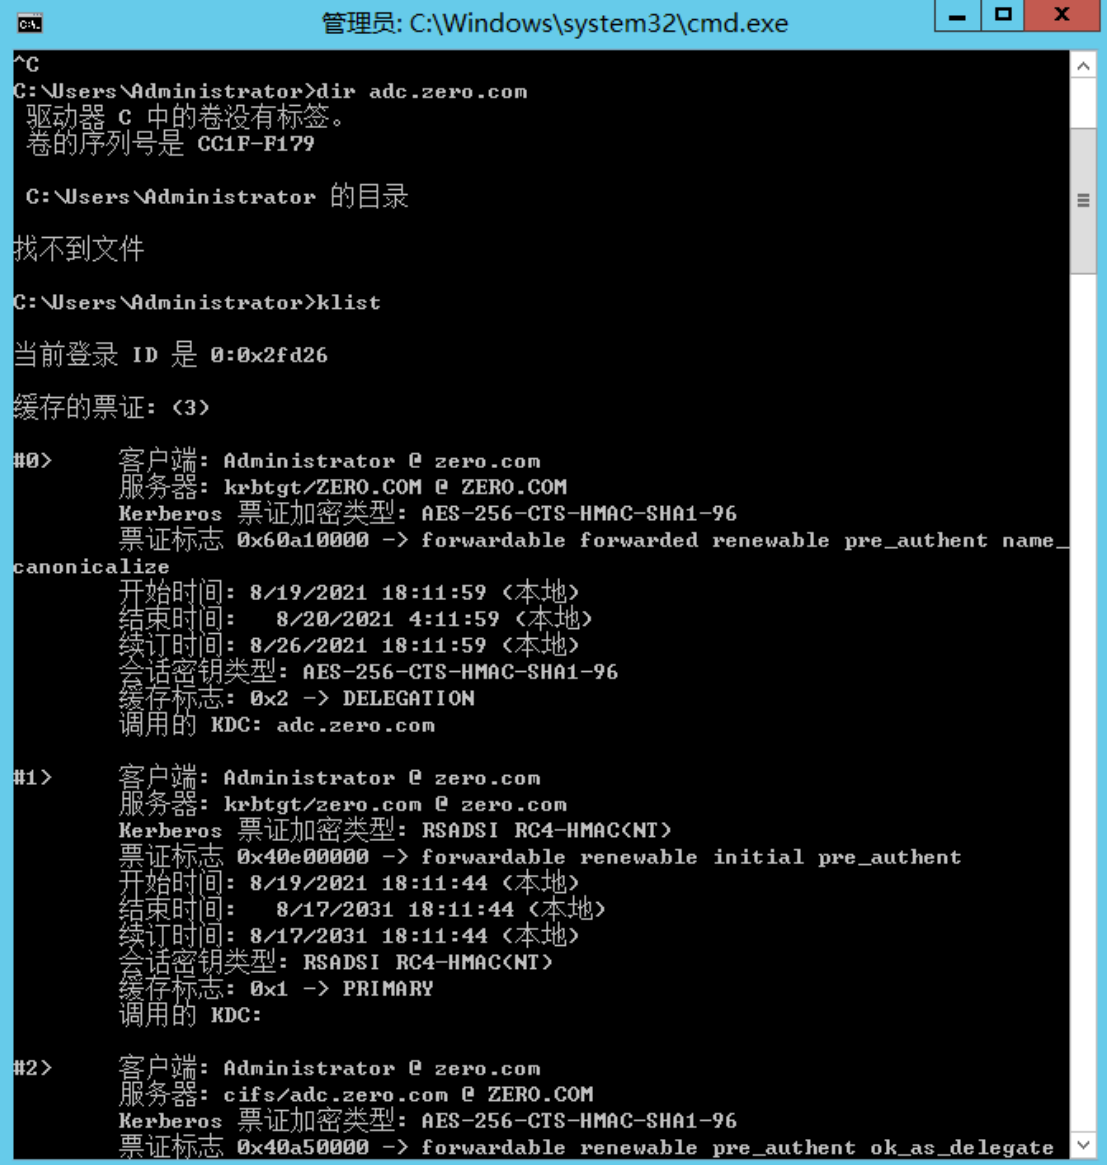 管理员: C:\Windows\system32\cmd.exe
^C
C:\Users\Administrator>dir adc.zero.com
驱动器 C 中的卷没有标签。
卷的序列号是 CC1F-F179
C:\Users\Administrator 的目录
找不到文件
C:\Users\Administrator>klist
当前登录 ID 是 0:0x2fd26
缓存的票证: (3)
#0> 客户端: Administrator @ zero.com
服务器: krbtgt/ZERO.COM @ ZERO.COM
Kerberos 票证加密类型: AES-256-CTS-HMAC-SHA1-96
票证标志 0x60a10000 -> forwardable forwarded renewable pre_authent name_
canonicalize
开始时间: 8/19/2021 18:11:59 (本地)
结束时间: 8/20/2021 4:11:59 (本地)
续订时间: 8/26/2021 18:11:59 (本地)
会话密钥类型: AES-256-CTS-HMAC-SHA1-96
缓存标志: 0x2 -> DELEGATION
调用的 KDC: adc.zero.com
#1> 客户端: Administrator @ zero.com
服务器: krbtgt/zero.com @ zero.com
Kerberos 票证加密类型: RSADSI RC4-HMAC(NT)
票证标志 0x40e00000 -> forwardable renewable initial pre_authent
开始时间: 8/19/2021 18:11:44 (本地)
结束时间: 8/17/2031 18:11:44 (本地)
续订时间: 8/17/2031 18:11:44 (本地)
会话密钥类型: RSADSI RC4-HMAC(NT)
缓存标志: 0x1 -> PRIMARY
调用的 KDC:
#2> 客户端: Administrator @ zero.com
服务器: cifs/adc.zero.com @ ZERO.COM
Kerberos 票证加密类型: AES-256-CTS-HMAC-SHA1-96
票证标志 0x40a50000 -> forwardable renewable pre_authent ok_as_delegate